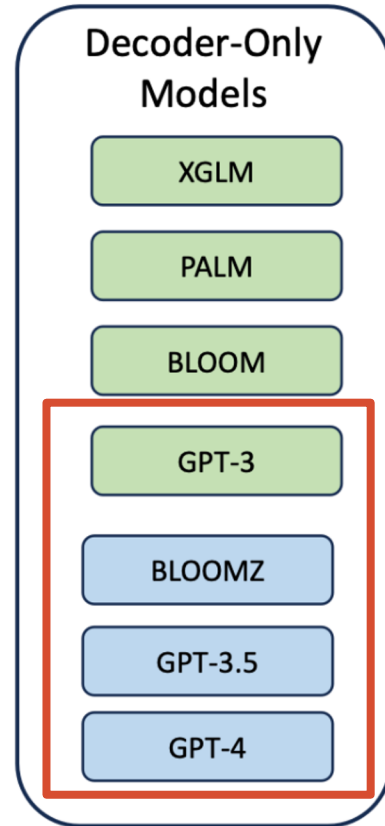 Decoder-Only
Models
XGLM
PALM
BLOOM
GPT-3
BLOOMZ
GPT-3.5
GPT-4